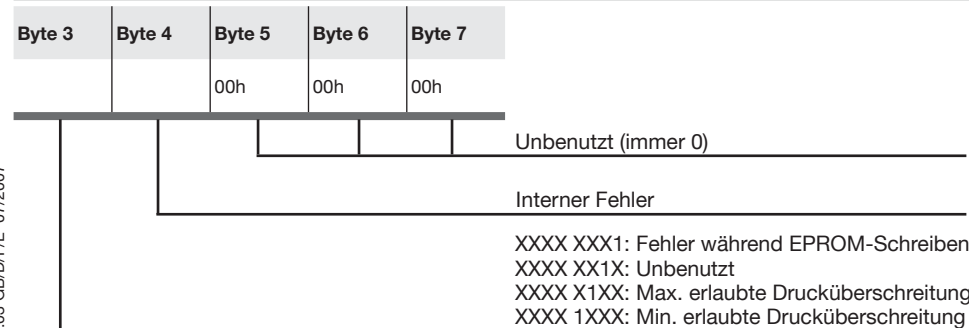 Byte 3 Byte 4 Byte 5 Byte 6 Byte 7
00h 00h 00h
Unbenutzt (immer 0)
Interner Fehler
XXXX XXX1: Fehler während EPROM-Schreiben
XXXX XX1X: Unbenutzt
XXXX X1XX: Max. erlaubte Drucküberschreitung
XXXX 1XXX: Min. erlaubte Drucküberschreitung